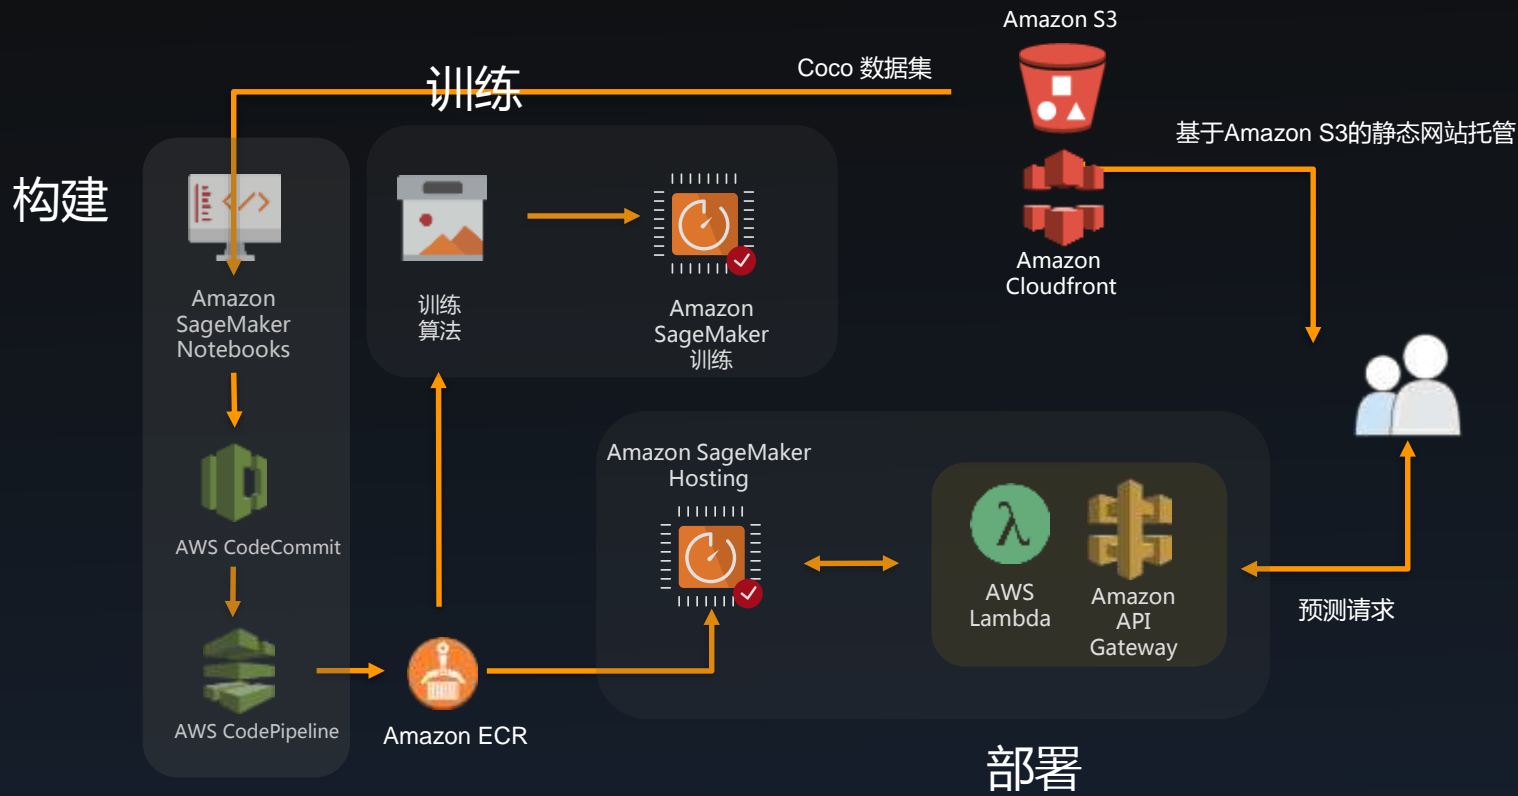 Amazon S3
Coco 数据集
训练
基于Amazon S3的静态网站托管
构建
Amazon
SageMaker
Notebooks
训练
算法
Amazon
SageMaker
训练
Amazon
Cloudfront
AWS CodeCommit
AWS CodePipeline
Amazon ECR
Amazon SageMaker
Hosting
AWS
Lambda
Amazon
API
Gateway
预测请求
部署